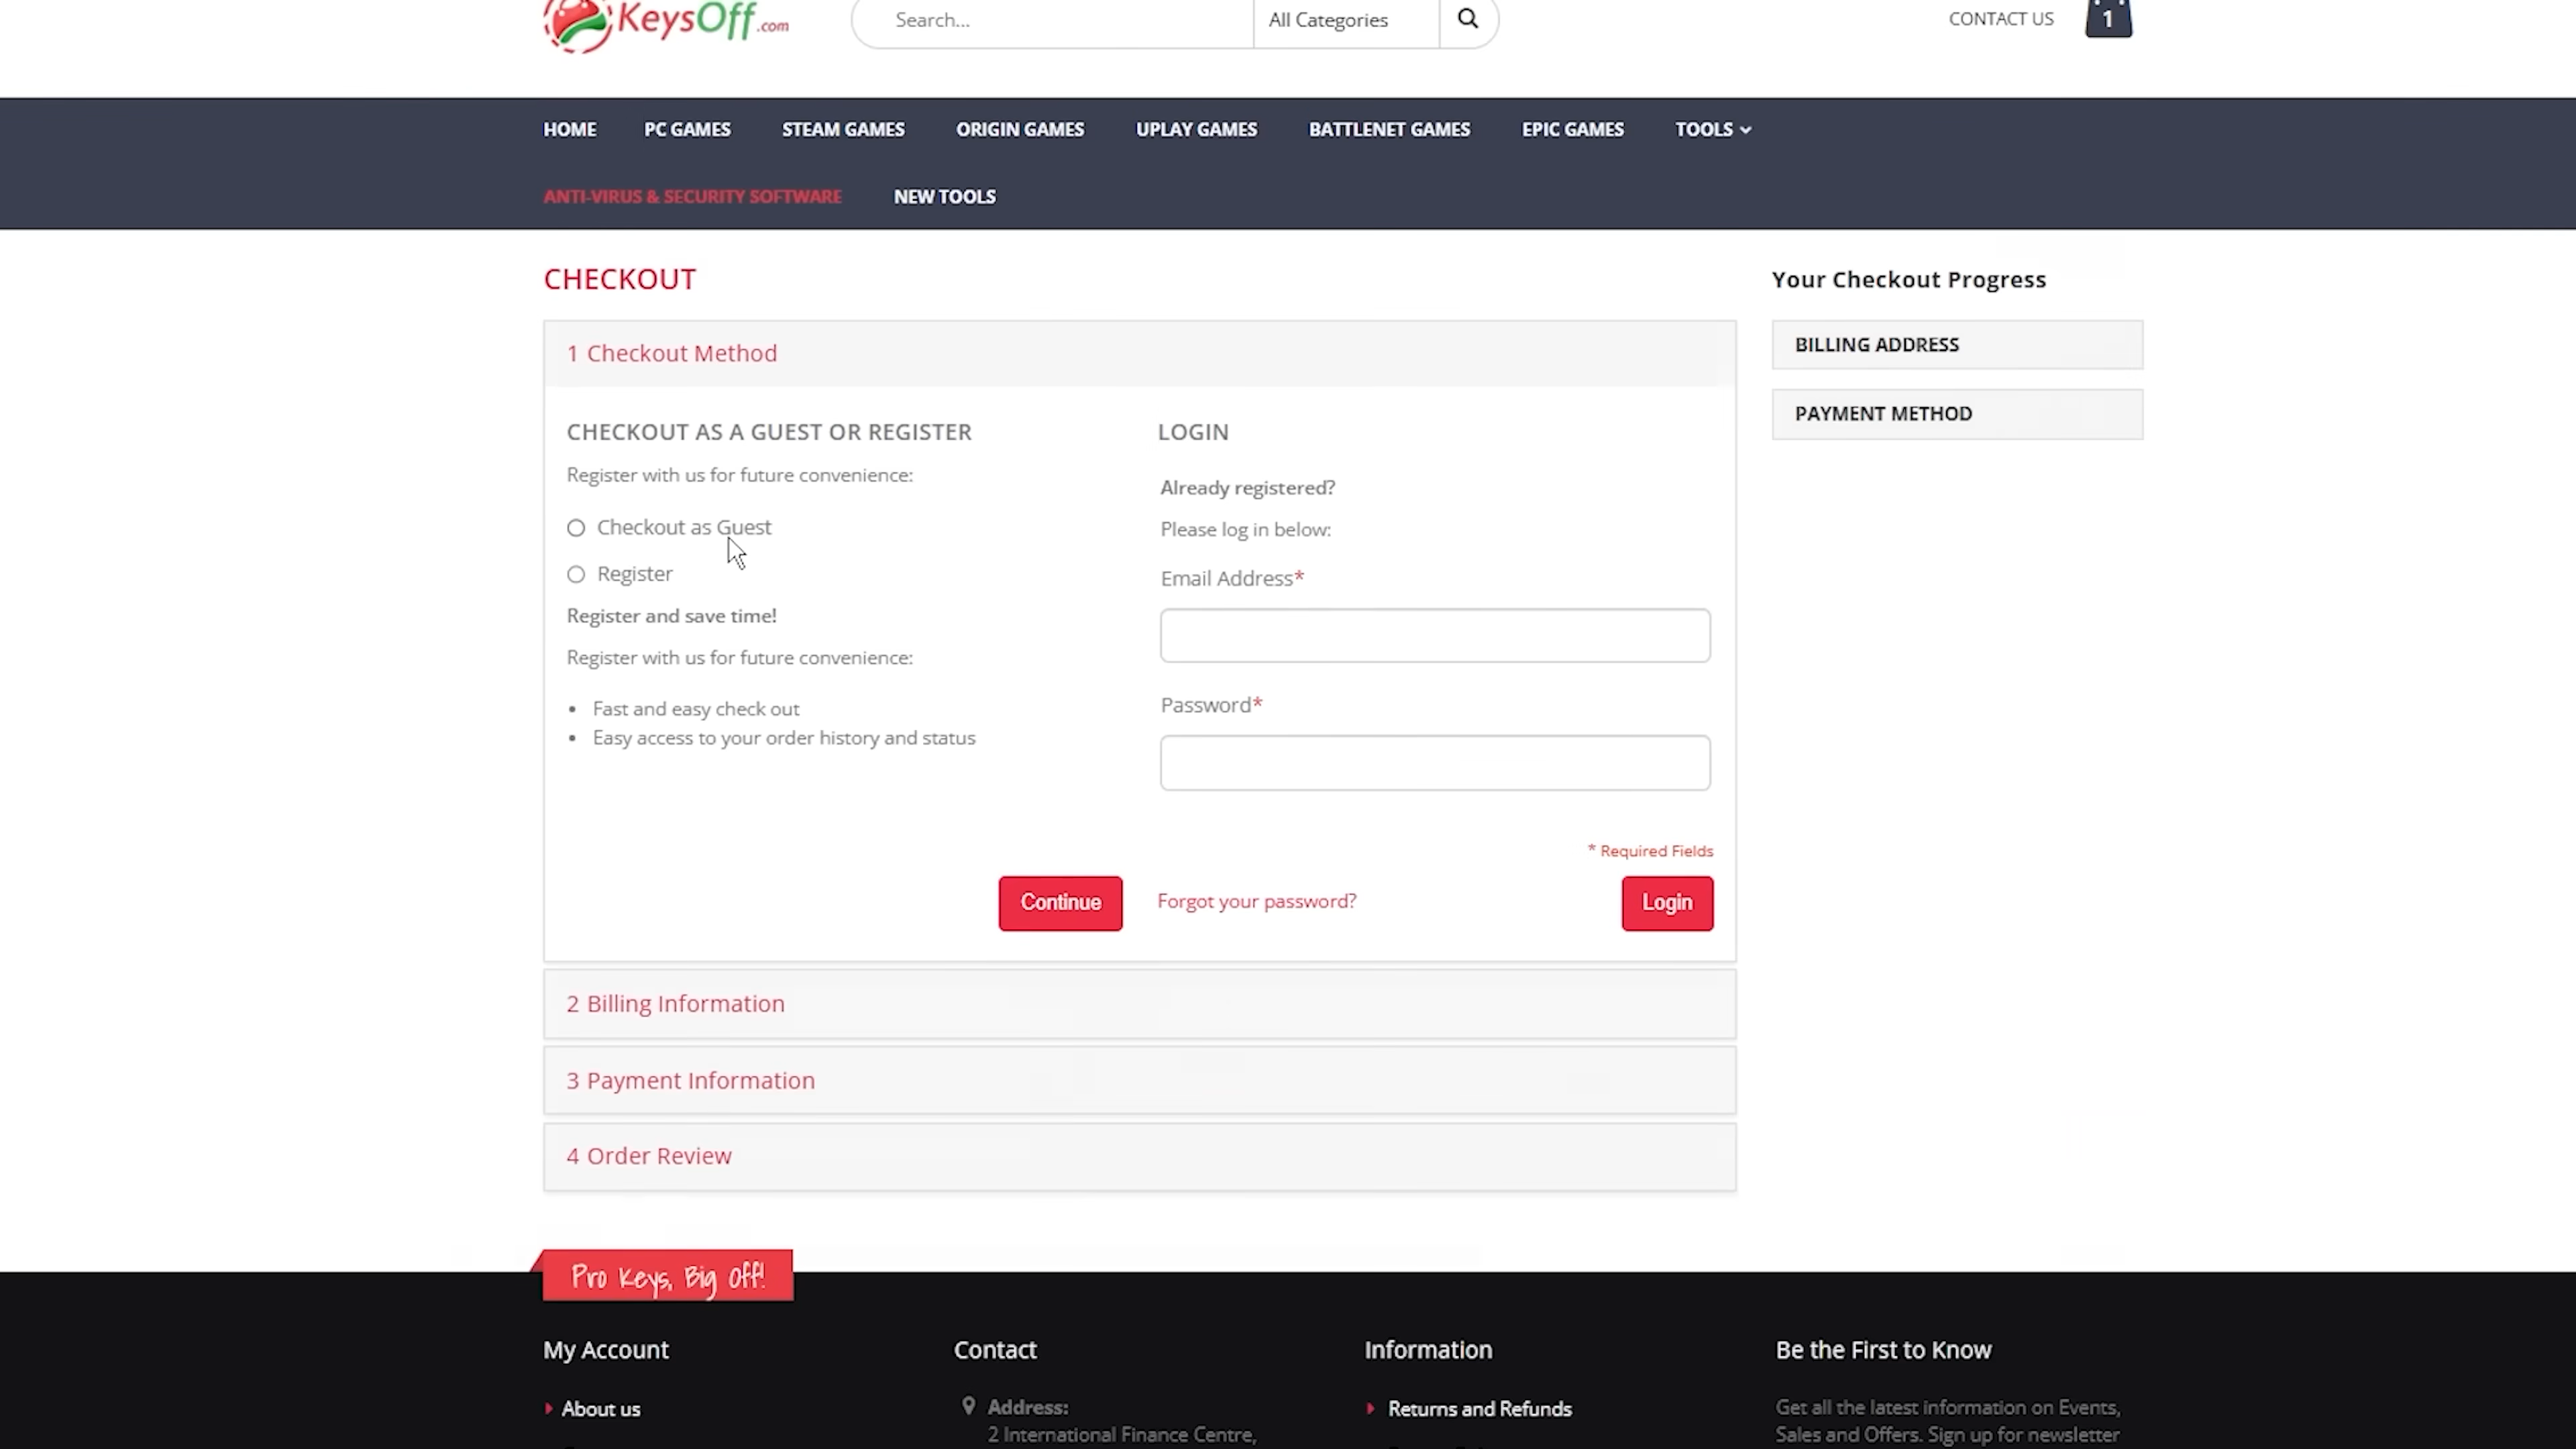 KeysOff.com
Search...
All Categories
CONTACT US
1
HOME
PC GAMES
STEAM GAMES
ORIGIN GAMES
UPLAY GAMES
BATTLENET GAMES
EPIC GAMES
TOOLS
ANTI-VIRUS & SECURITY SOFTWARE
NEW TOOLS
CHECKOUT
1 Checkout Method
CHECKOUT AS A GUEST OR REGISTER
Register with us for future convenience:
Checkout as Guest
Register
Register and save time!
Register with us for future convenience:
• Fast and easy check out
• Easy access to your order history and status
Continue
LOGIN
Already registered?
Please log in below:
Email Address*
Password*
* Required Fields
Forgot your password?
Login
2 Billing Information
3 Payment Information
4 Order Review
Your Checkout Progress
BILLING ADDRESS
PAYMENT METHOD
Pro Keys, Big Off!
My Account
About us
Contact
Address:
2 International Finance Centre,
Information
Returns and Refunds
Be the First to Know
Get all the latest information on Events,
Sales and Offers. Sign up for newsletter